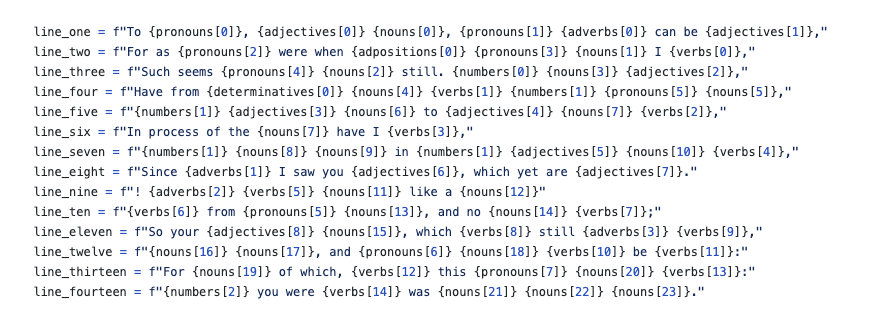 line_one = f"To {pronouns[0]}, {adjectives[0]} {nouns[0]}, {pronouns[1]} {adverbs[0]} can be {adjectives[1]},"
line_two = f"For as {pronouns[2]} were when {adpositions[0]} {pronouns[3]} {nouns[1]} I {verbs[0]},"
line_three = f"Such seems {pronouns[4]} {nouns[2]} still. {numbers[0]} {nouns[3]} {adjectives[2]},"
line_four = f"Have from {determinatives[0]} {nouns[4]} {verbs[1]} {numbers[1]} {pronouns[5]} {nouns[5]},"
line_five = f"{numbers[1]} {adjectives[3]} {nouns[6]} to {adjectives[4]} {nouns[7]} {verbs[2]},"
line_six = f"In process of the {nouns[7]} have I {verbs[3]},"
line_seven = f"{numbers[1]} {nouns[8]} {nouns[9]} in {numbers[1]} {adjectives[5]} {nouns[10]} {verbs[4]},"
line_eight = f"Since {adverbs[1]} I saw you {adjectives[6]}, which yet are {adjectives[7]}."
line_nine = f"! {adverbs[2]} {verbs[5]} {nouns[11]} like a {nouns[12]}"
line_ten = f"{verbs[6]} from {pronouns[5]} {nouns[13]}, and no {nouns[14]} {verbs[7]};"
line_eleven = f"So your {adjectives[8]} {nouns[15]}, which {verbs[8]} still {adverbs[3]} {verbs[9]},"
line_twelve = f"{nouns[16]} {nouns[17]}, and {pronouns[6]} {nouns[18]} {verbs[10]} be {verbs[11]}:"
line_thirteen = f"For {nouns[19]} of which, {verbs[12]} this {pronouns[7]} {nouns[20]} {verbs[13]}:"
line_fourteen = f"{numbers[2]} you were {verbs[14]} was {nouns[21]} {nouns[22]} {nouns[23]}."